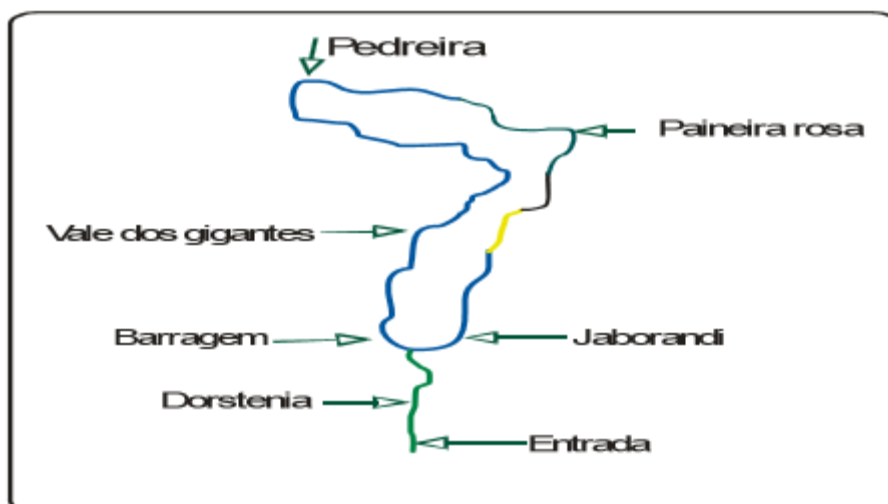 Pedreira
Paineira rosa
Vale dos gigantes
Barragem
Jaborandi
Dorstenia
Entrada